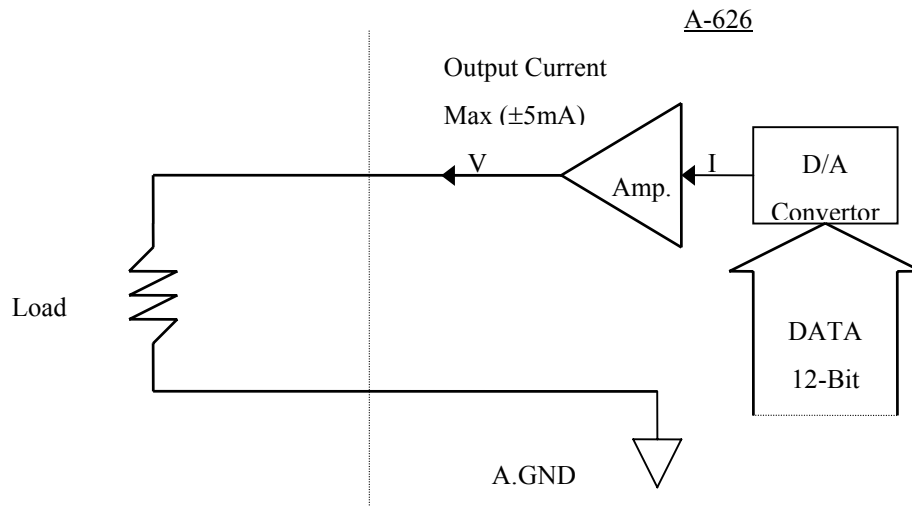 A-626
Output Current
Max (±5mA)
V
Amp.
I
D/A
Convertor
Load
DATA
12-Bit
A.GND